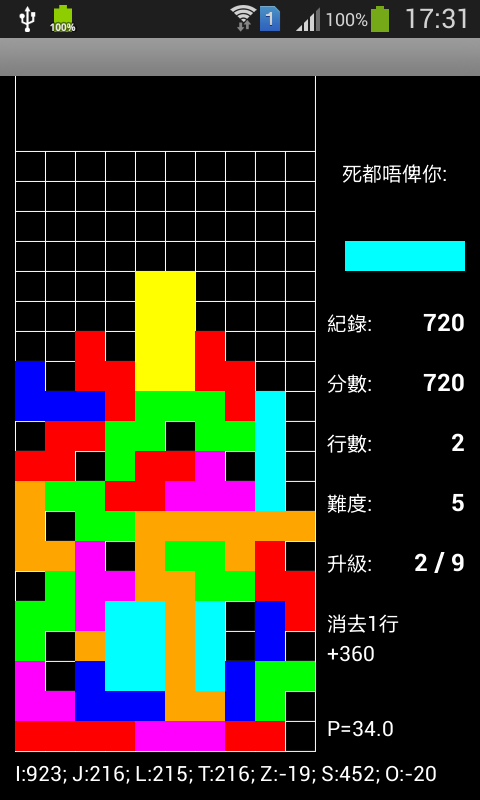 100%
1
100%
17:31
死都唔俾你:
紀錄: 720
分數: 720
行數: 2
難度: 5
升級: 2 / 9
消去1行
+360
P=34.0
I:923; J:216; L:215; T:216; Z:-19; S:452; O:-20